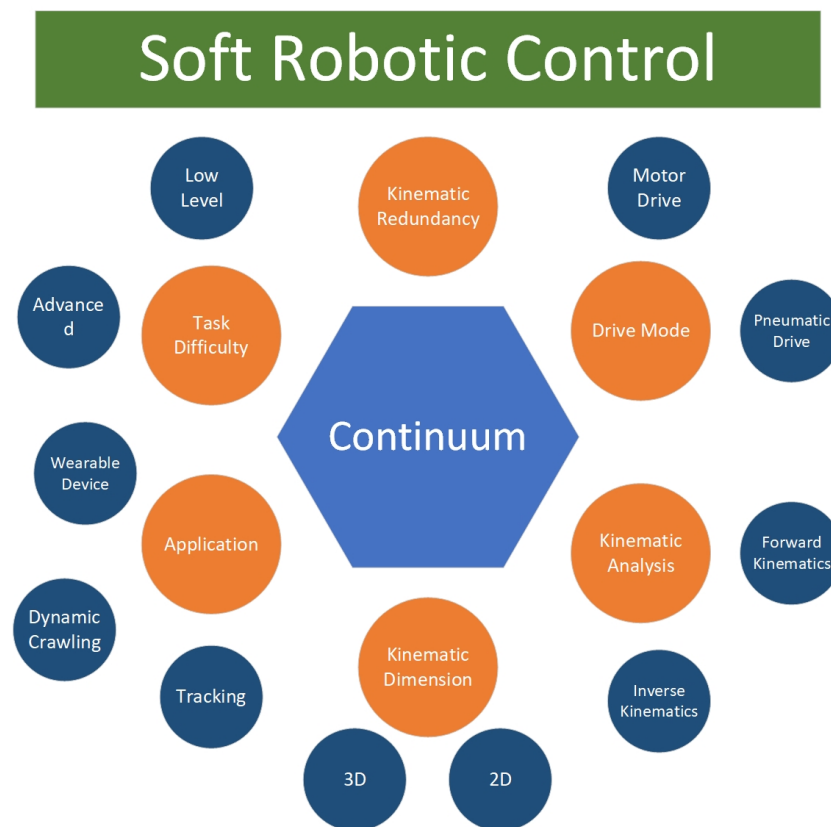 Soft Robotic Control
Low
Level
Kinematic
Redundancy
Motor
Drive
Advance
d
Task
Difficulty
Drive Mode
Pneumatic
Drive
Continuum
Wearable
Device
Application
Kinematic
Analysis
Forward
Kinematics
Dynamic
Crawling
Tracking
Kinematic
Dimension
Inverse
Kinematics
3D
2D